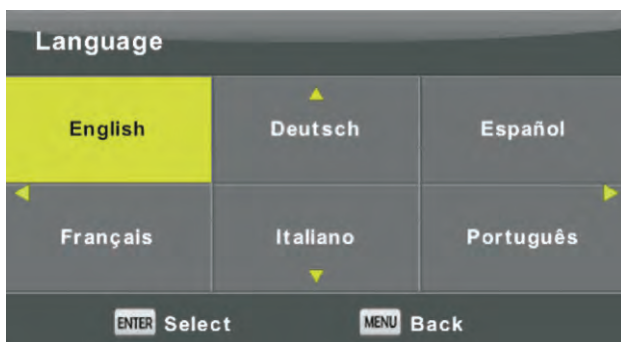 Language
English Deutsch Español
Français Italiano Português
ENTER Select MENU Back